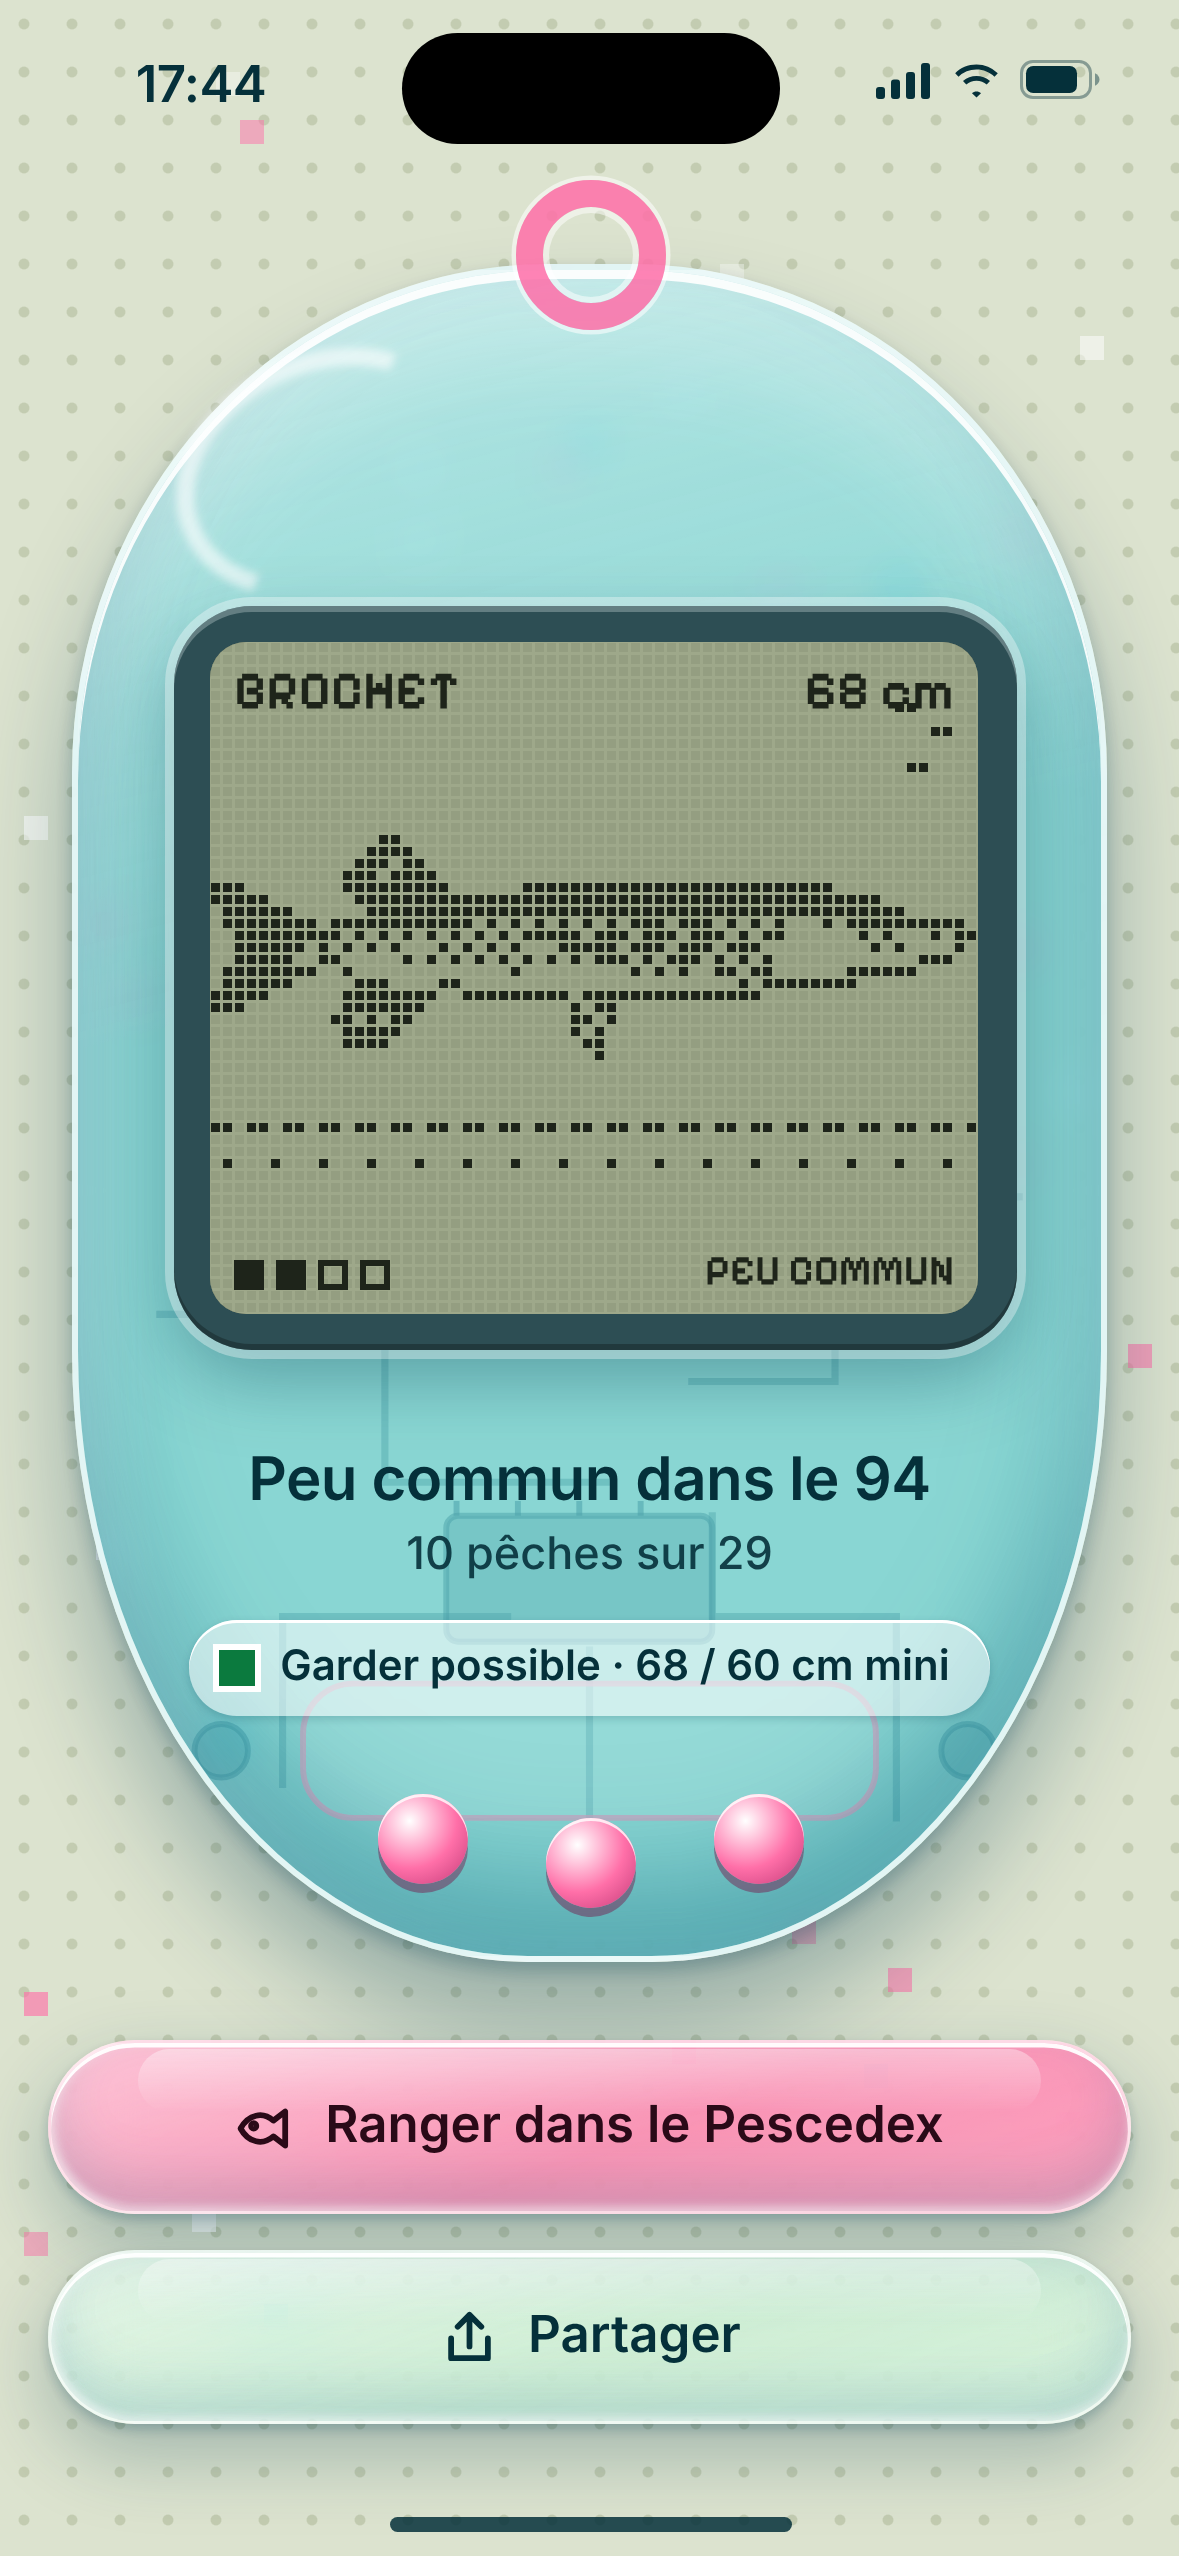 17:44
BROCHET
68 cm
PEU COMMUN
Peu commun dans le 94
10 pêches sur 29
Garder possible · 68 / 60 cm mini
Ranger dans le Pescedex
Partager